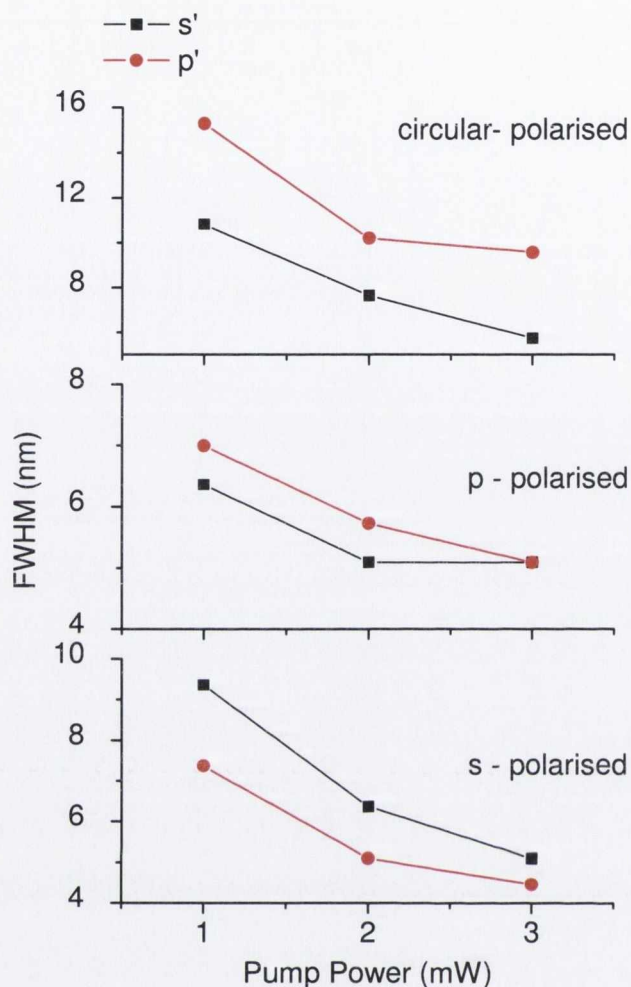 s'
p'
16
circular- polarised
12
8
8
p - polarised
6
4
FWHM (nm)
10
8
s - polarised
6
4
1 2 3
Pump Power (mW)